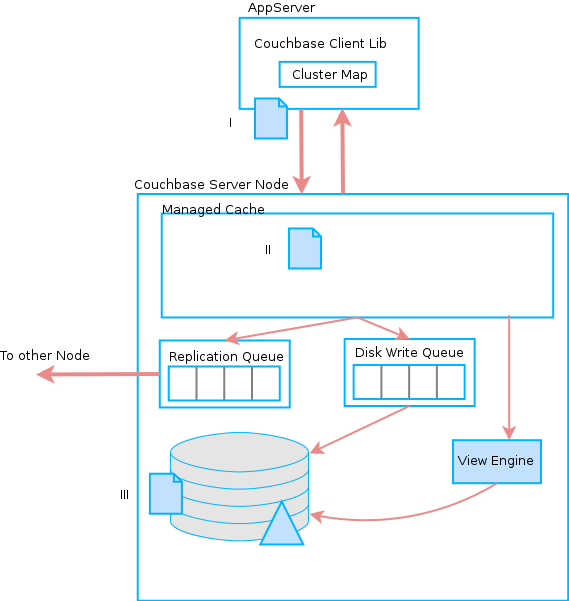 AppServer
Couchbase Client Lib
Cluster Map
I
Couchbase Server Node
Managed Cache
II
To other Node
Replication Queue
Disk Write Queue
View Engine
III